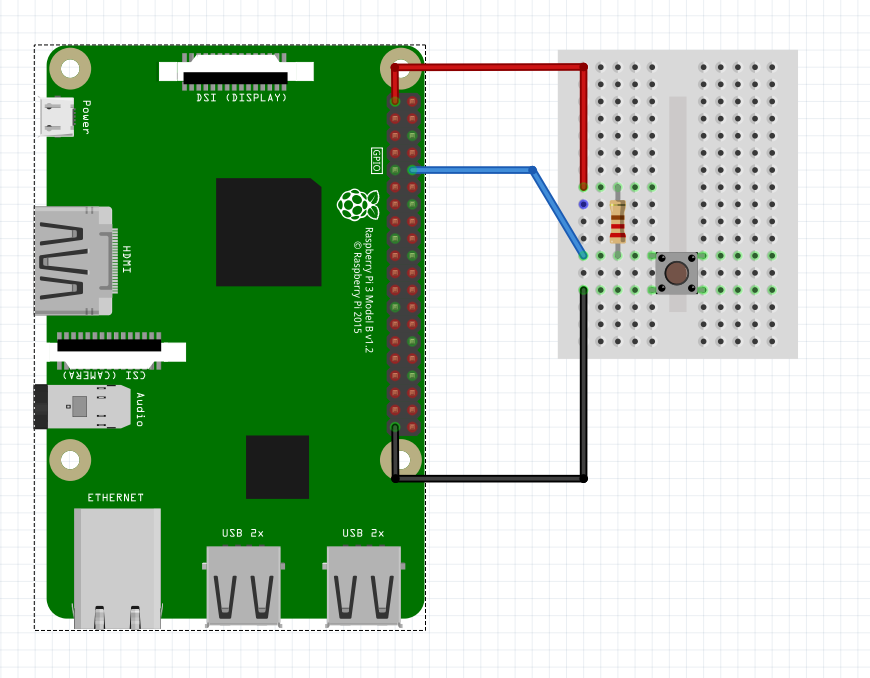 DSI (DISPLAY)
Power
GPIO
HDMI
Raspberry Pi 3 Model B v1.2
© Raspberry Pi 2015
CSI (CAMERA)
Audio
ETHERNET
USB 2x
USB 2x